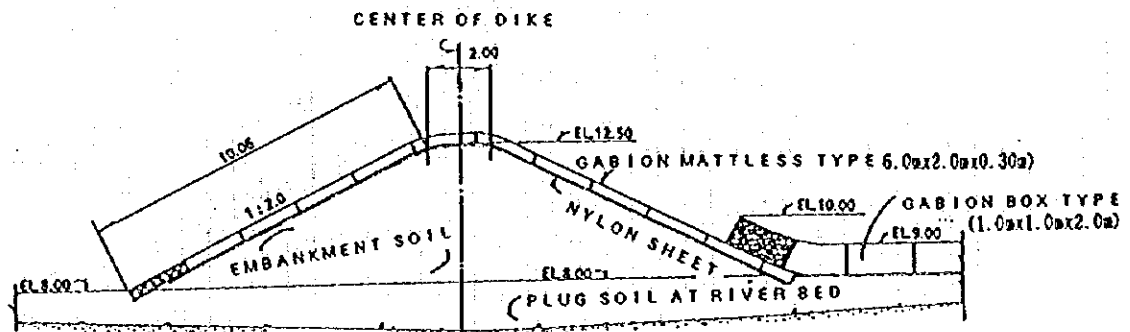 CENTER OF DIKE
2.00
10.06
EL.12.50
GABION MATTLESS TYPE 6.0mx2.0mx0.30m)
1:2.0
EL.10.00
GABION BOX TYPE
(1.0mx1.0mx2.0m)
EL.9.00
NYLON SHEET
EMBANKMENT SOIL
EL.8.00
EL.8.00
PLUG SOIL AT RIVER BED